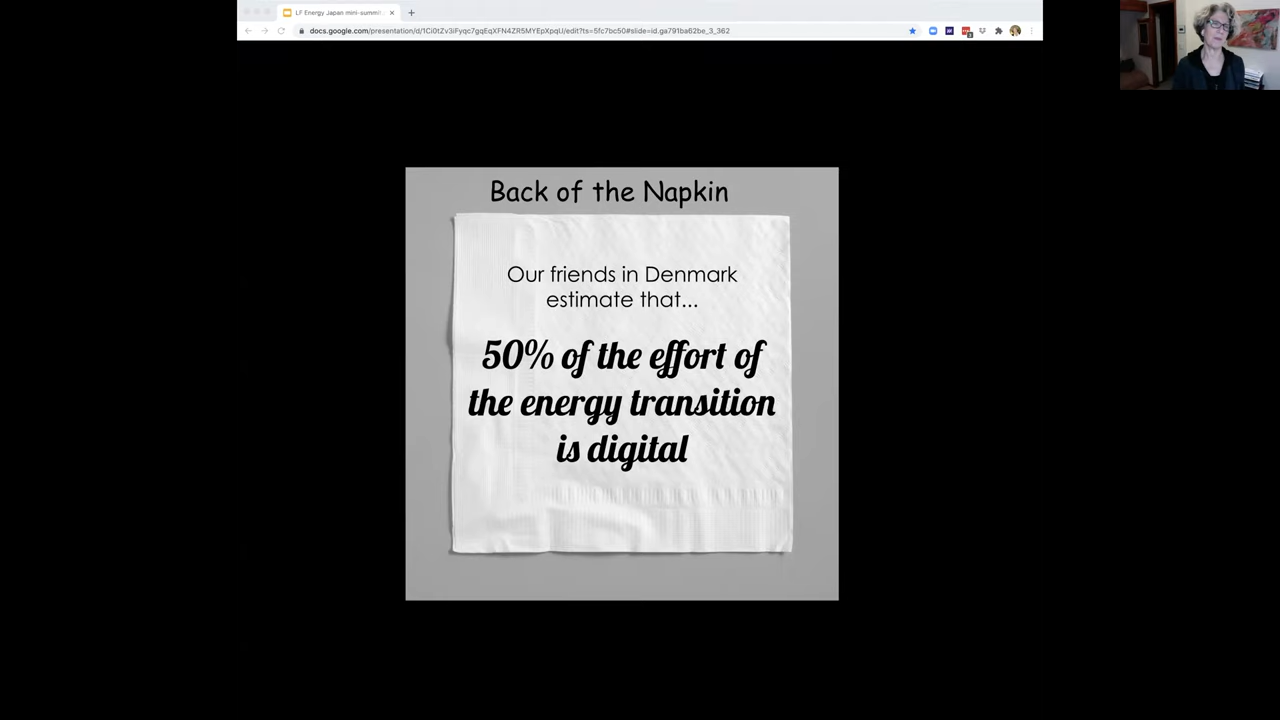 LF Energy Japan mini-summit
docs.google.com/presentation/d/1Ci0tZv3iFyqc7gqEqXFN4ZR5MYEpXpqU/edit?ts=5fc7bc50#slide=id.ga791ba62be_3_362
Back of the Napkin
Our friends in Denmark
estimate that...
50% of the effort of
the energy transition
is digital